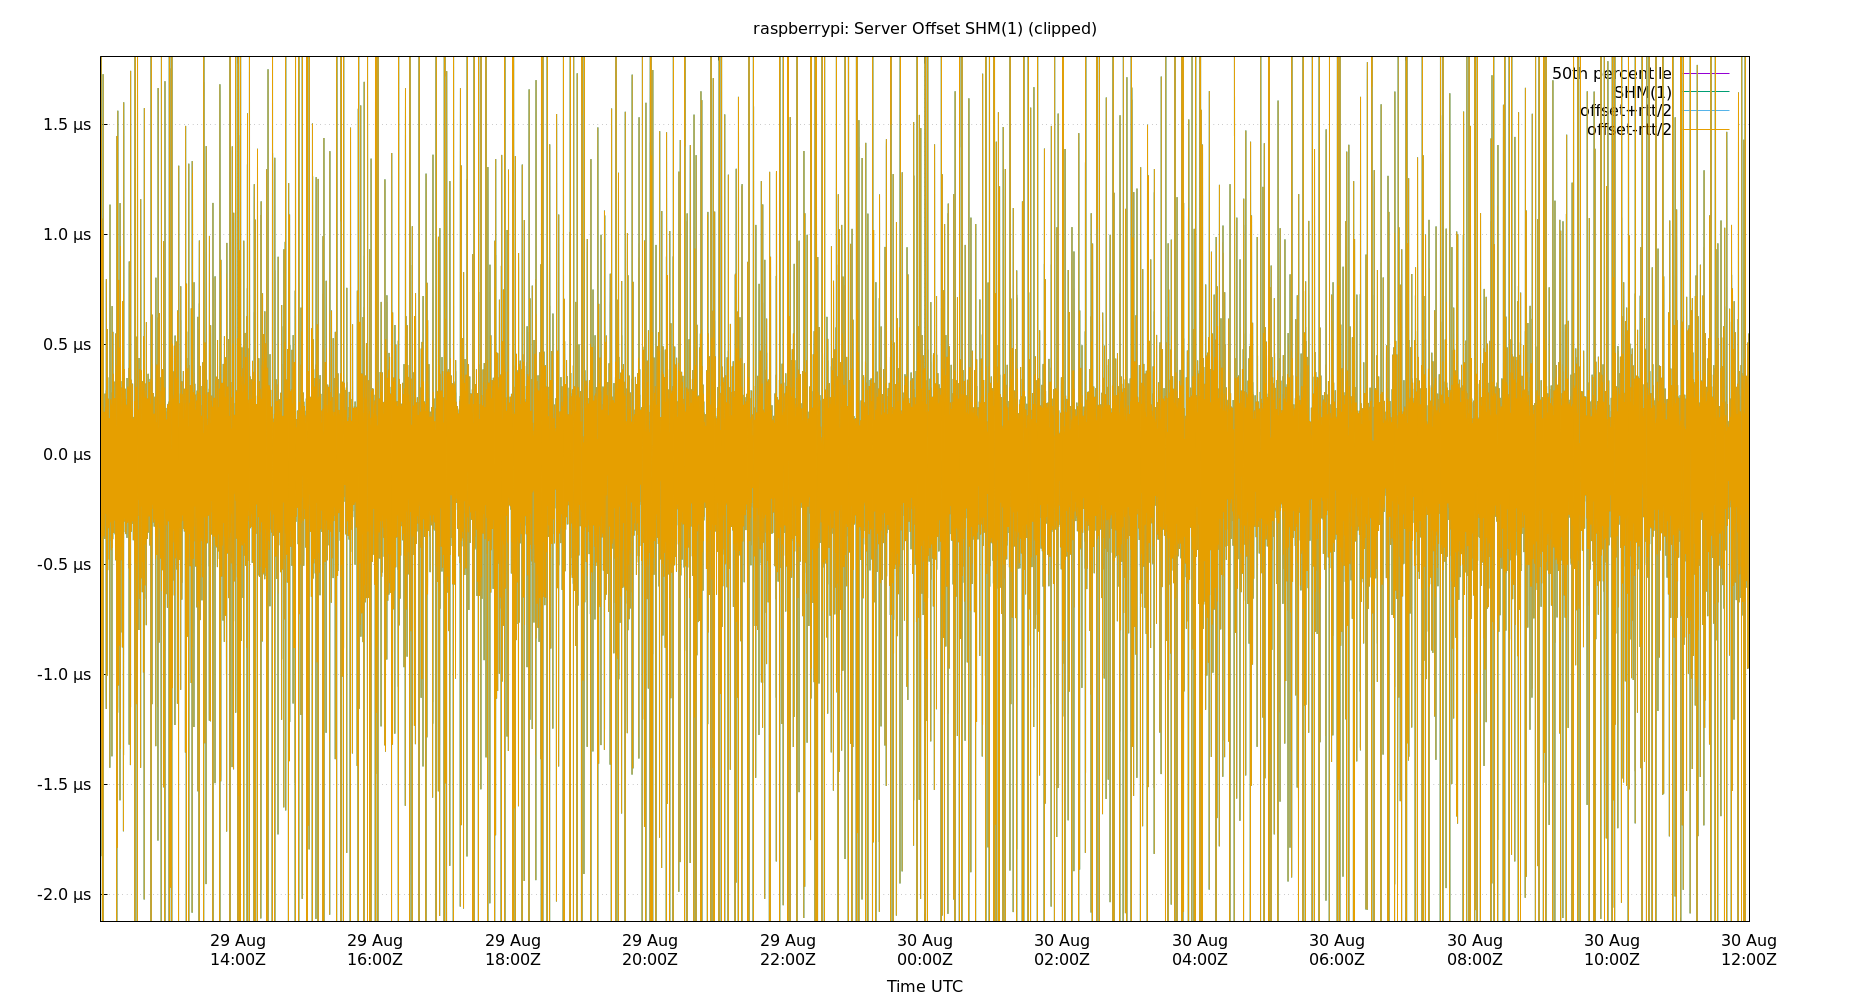 raspberrypi: Server Offset SHM(1) (clipped)
50th percentile
SHM(1)
offset+rtt/2
offset-rtt/2
1.5 µs
1.0 µs
0.5 µs
0.0 µs
-0.5 µs
-1.0 µs
-1.5 µs
-2.0 µs
29 Aug 29 Aug 29 Aug 29 Aug 29 Aug 30 Aug 30 Aug 30 Aug 30 Aug 30 Aug 30 Aug 30 Aug
14:00Z 16:00Z 18:00Z 20:00Z 22:00Z 00:00Z 02:00Z 04:00Z 06:00Z 08:00Z 10:00Z 12:00Z
Time UTC